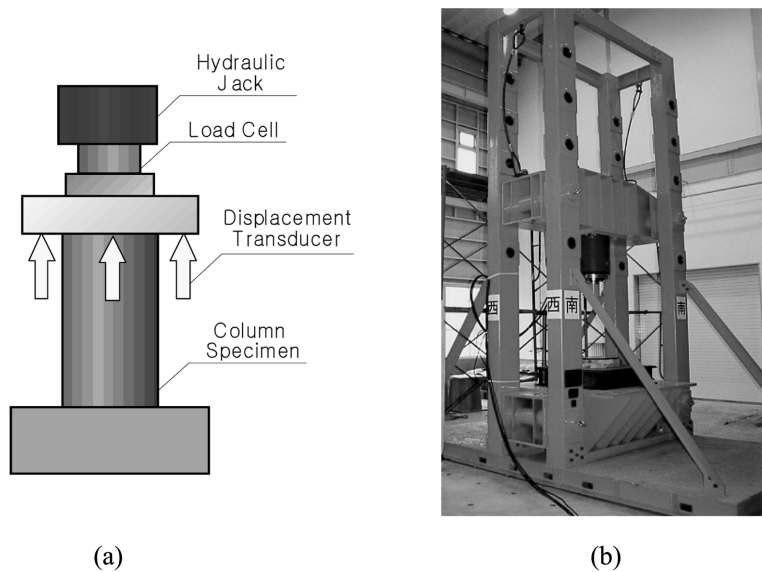 Hydraulic
Jack
Load Cell
Displacement
Transducer
Column
Specimen
西
西
南
南
(a)
(b)